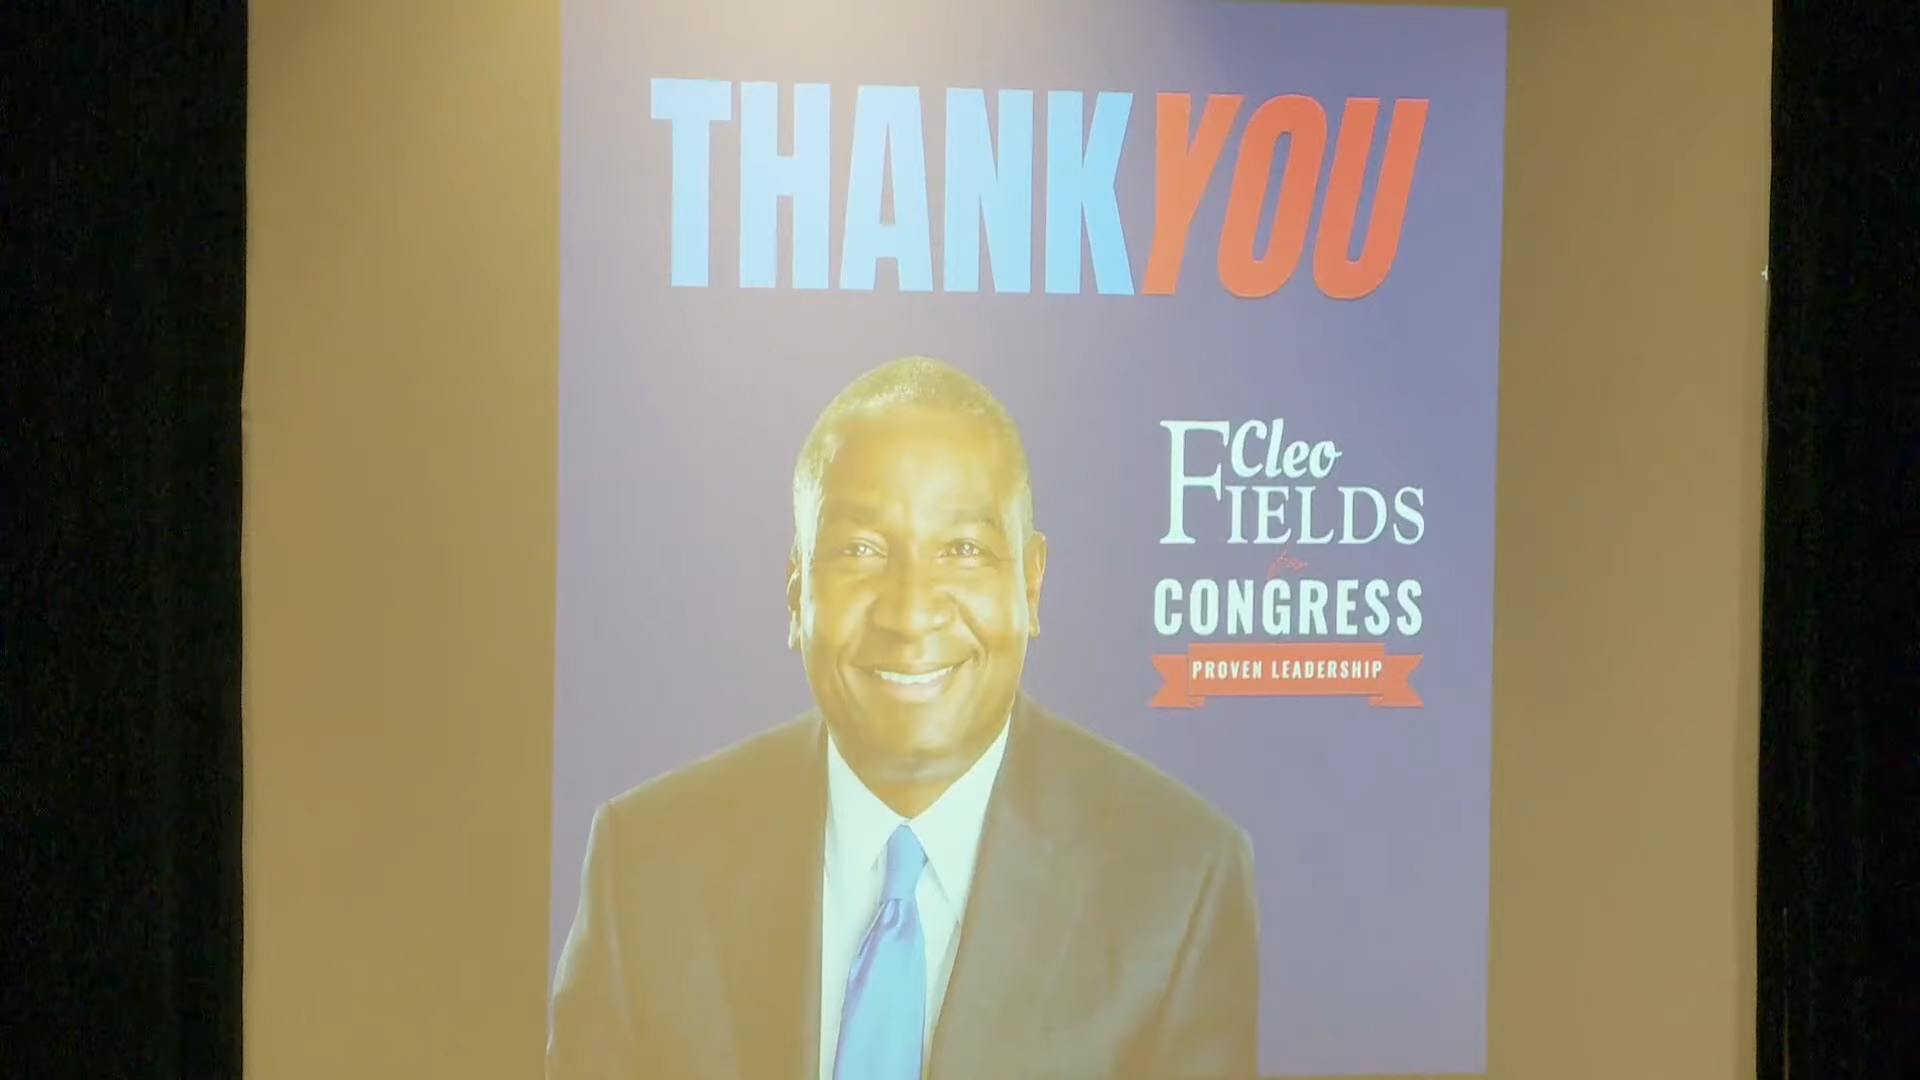 THANKYOU
Cleo
FIELDS
for
CONGRESS
PROVEN LEADERSHIP